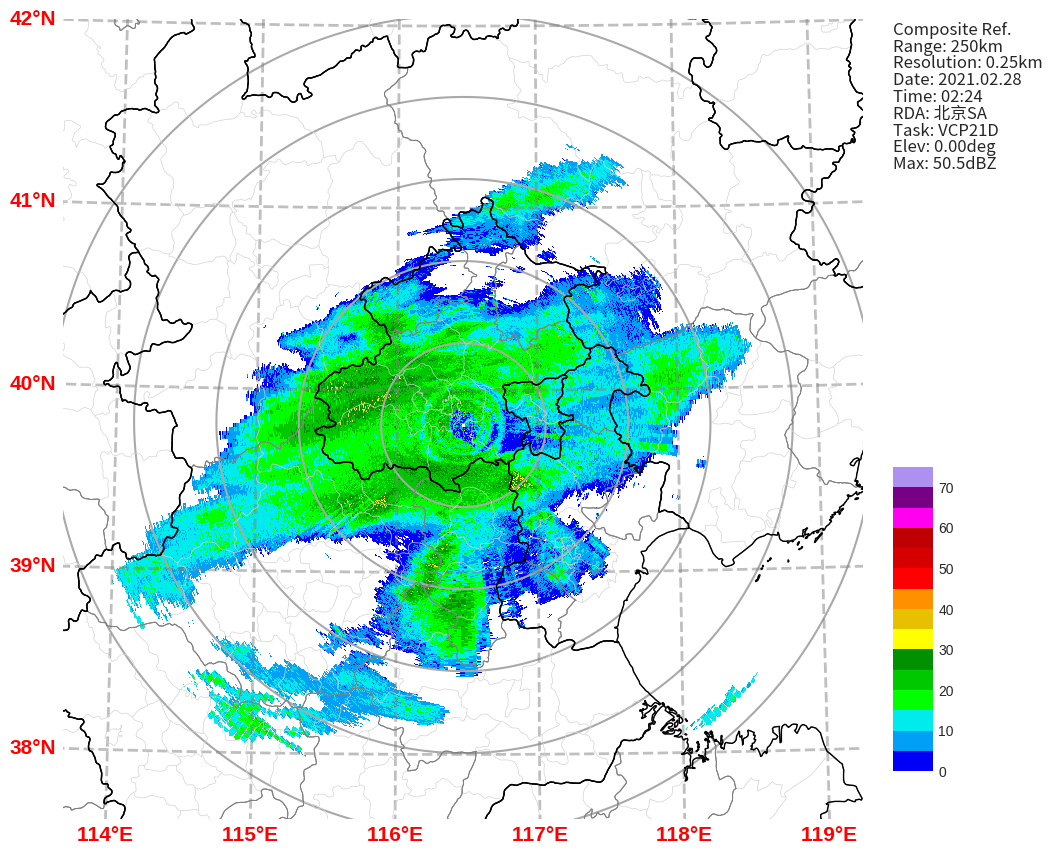 42°N
41°N
40°N
39°N
38°N
114°E
115°E
116°E
117°E
118°E
119°E
Composite Ref.
Range: 250km
Resolution: 0.25km
Date: 2021.02.28
Time: 02:24
RDA: 北京SA
Task: VCP21D
Elev: 0.00deg
Max: 50.5dBZ
70
60
50
40
30
20
10
0